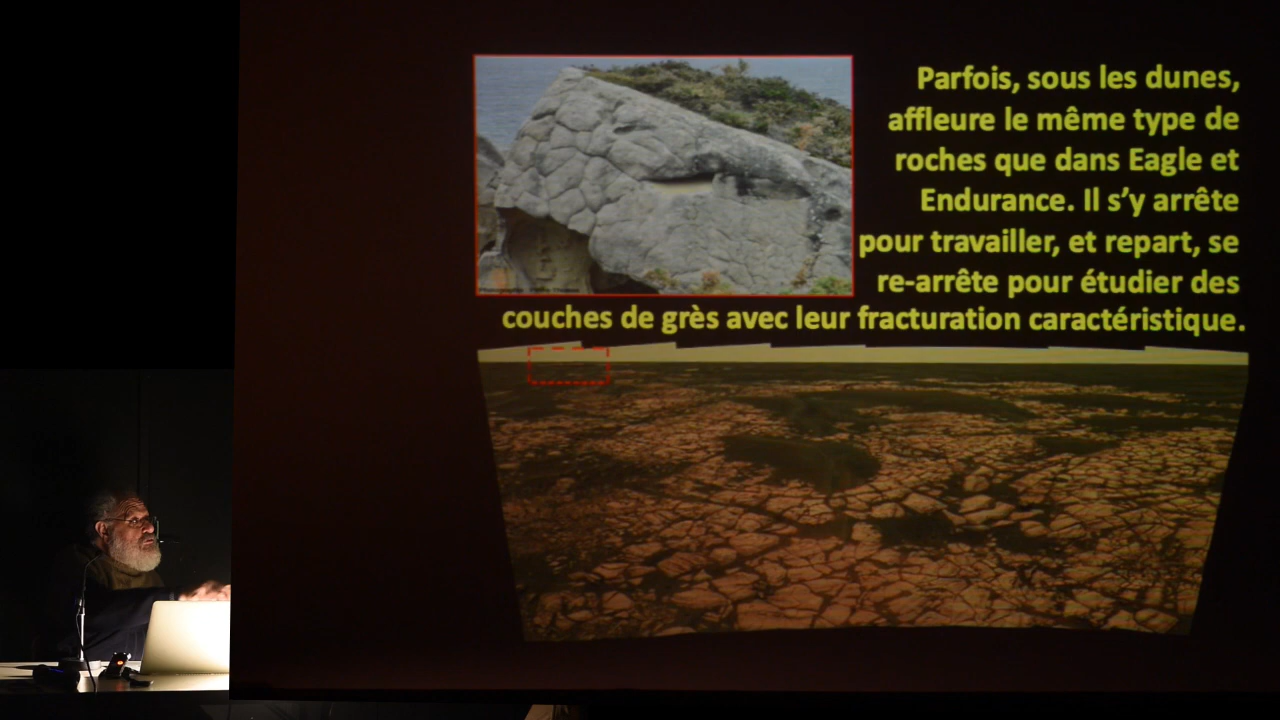 Parfois, sous les dunes,
affleure le même type de
roches que dans Eagle et
Endurance. Il s’y arrête
pour travailler, et repart, se
re-arrête pour étudier des
couches de grès avec leur fracturation caractéristique.